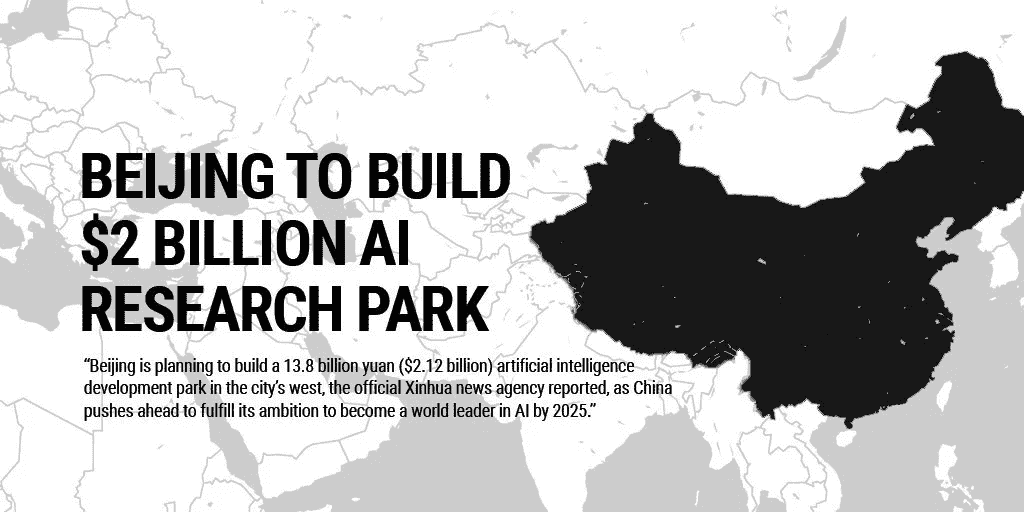 BEIJING TO BUILD
$2 BILLION AI
RESEARCH PARK
“Beijing is planning to build a 13.8 billion yuan ($2.12 billion) artificial intelligence
development park in the city’s west, the official Xinhua news agency reported, as China
pushes ahead to fulfill its ambition to become a world leader in AI by 2025.”